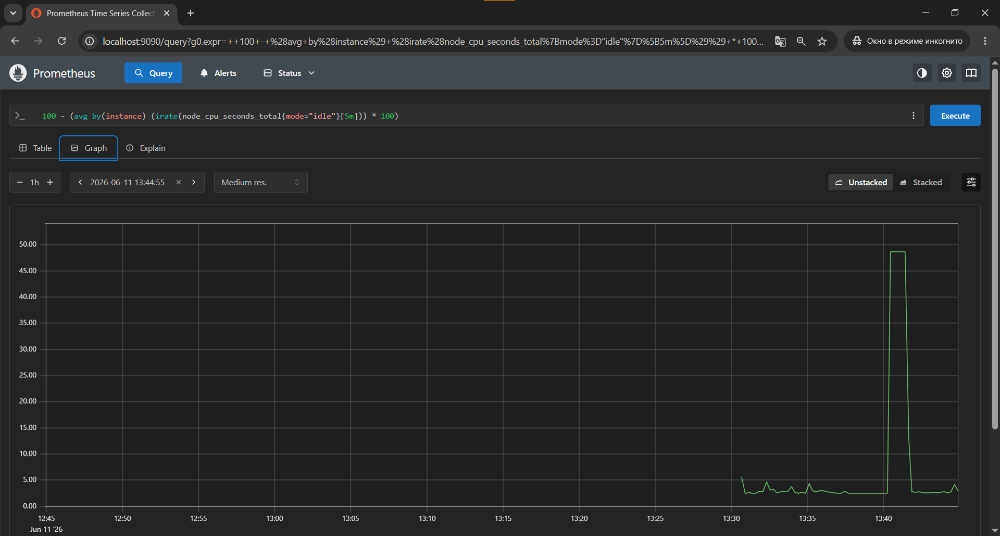 Prometheus Time Series Collect
localhost:9090/query?g0.expr=++100+-+%28avg+by%28instance%29+%28irate%28node_cpu_seconds_total%7Bmode%3D"idle"%7D%5B5m%5D%29%29+*+100...
Окно в режиме инкогнито
Prometheus
Query
Alerts
Status
>_ 100 - (avg by(instance) (irate(node_cpu_seconds_total{mode="idle"}[5m])) * 100)
Execute
Table
Graph
Explain
− 1h +
2026-06-11 13:44:55
Medium res.
Unstacked
Stacked
50.00
45.00
40.00
35.00
30.00
25.00
20.00
15.00
10.00
5.00
0.00
12:45 12:50 12:55 13:00 13:05 13:10 13:15 13:20 13:25 13:30 13:35 13:40
Jun 11 '26